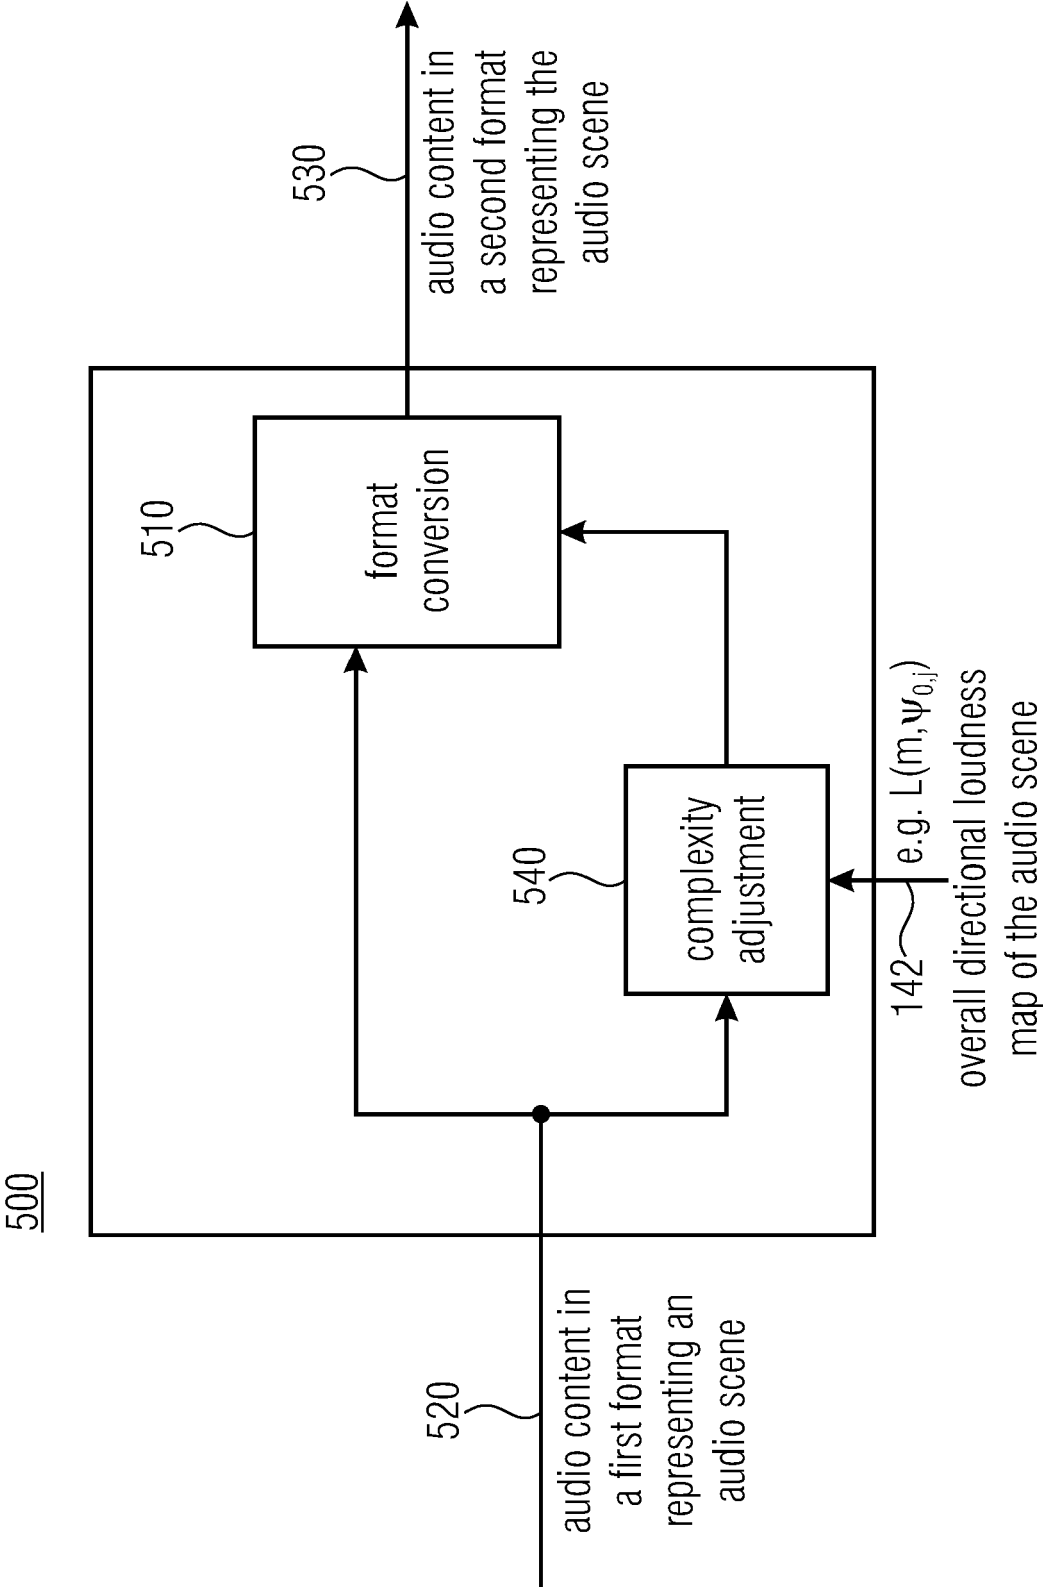 500
520
audio content in
a first format
representing an
audio scene
510
format
conversion
540
complexity
adjustment
142
e.g. L(m,ψ0,j)
overall directional loudness
map of the audio scene
530
audio content in
a second format
representing the
audio scene